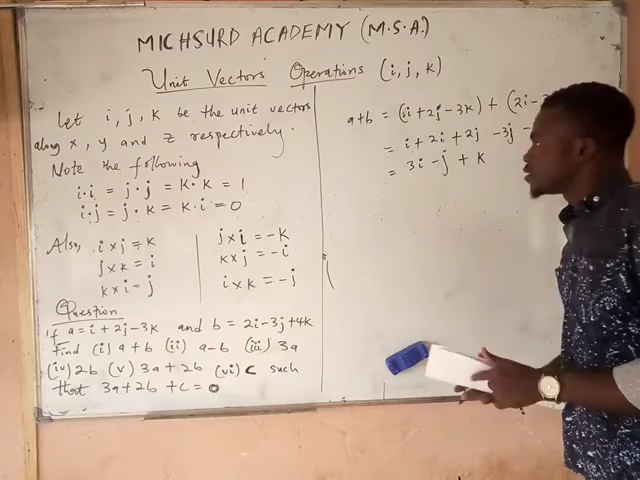 MICHSURD ACADEMY (M.S.A.)
Unit Vectors Operations (i, j, k)
Let i, j, k be the unit vectors
along x, y and z respectively.
Note the following
i·i = j·j = k·k = 1
i·j = j·k = k·i = 0
Also, i × j = k
j × k = i
k × i = j
j × i = -k
k × j = -i
i × k = -j
Question
If a = i + 2j - 3k and b = 2i - 3j + 4k
Find (i) a + b (ii) a - b (iii) 3a
(iv) 2b (v) 3a + 2b (vi) c such
that 3a + 2b + c = 0
a+b = (i + 2j - 3k) + (2i -
= i + 2i + 2j - 3j -
= 3i - j + k